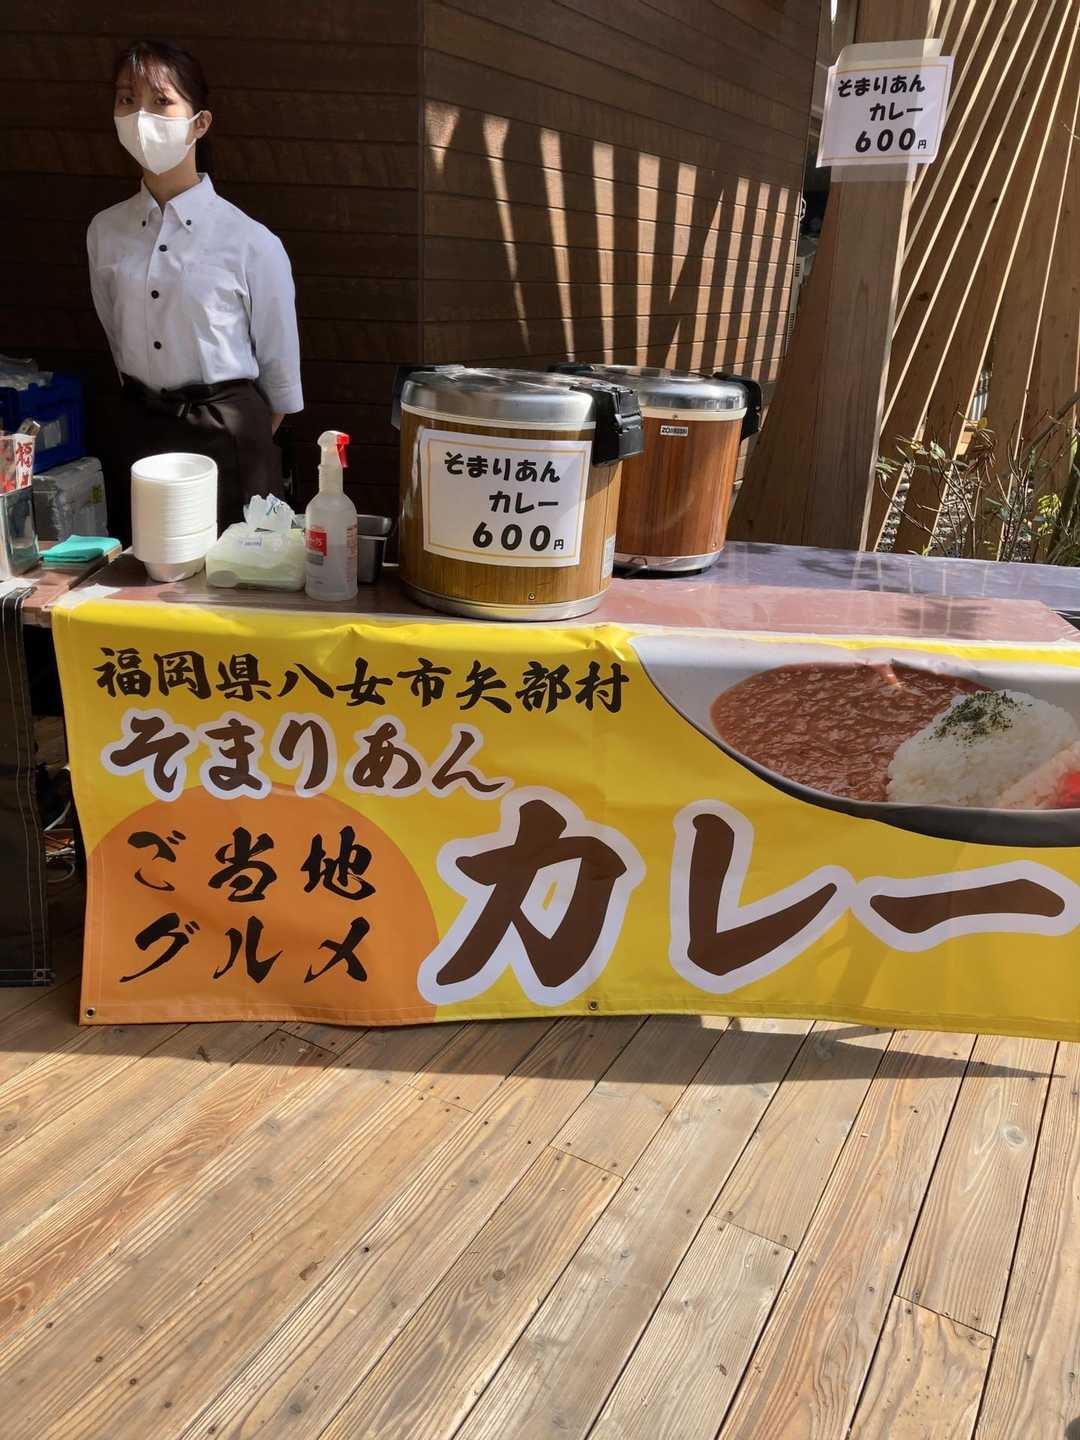 そまりあん
カレー
600円
そまりあん
カレー
600円
福岡県八女市矢部村
そまりあん
カレー
ご当地
グルメ